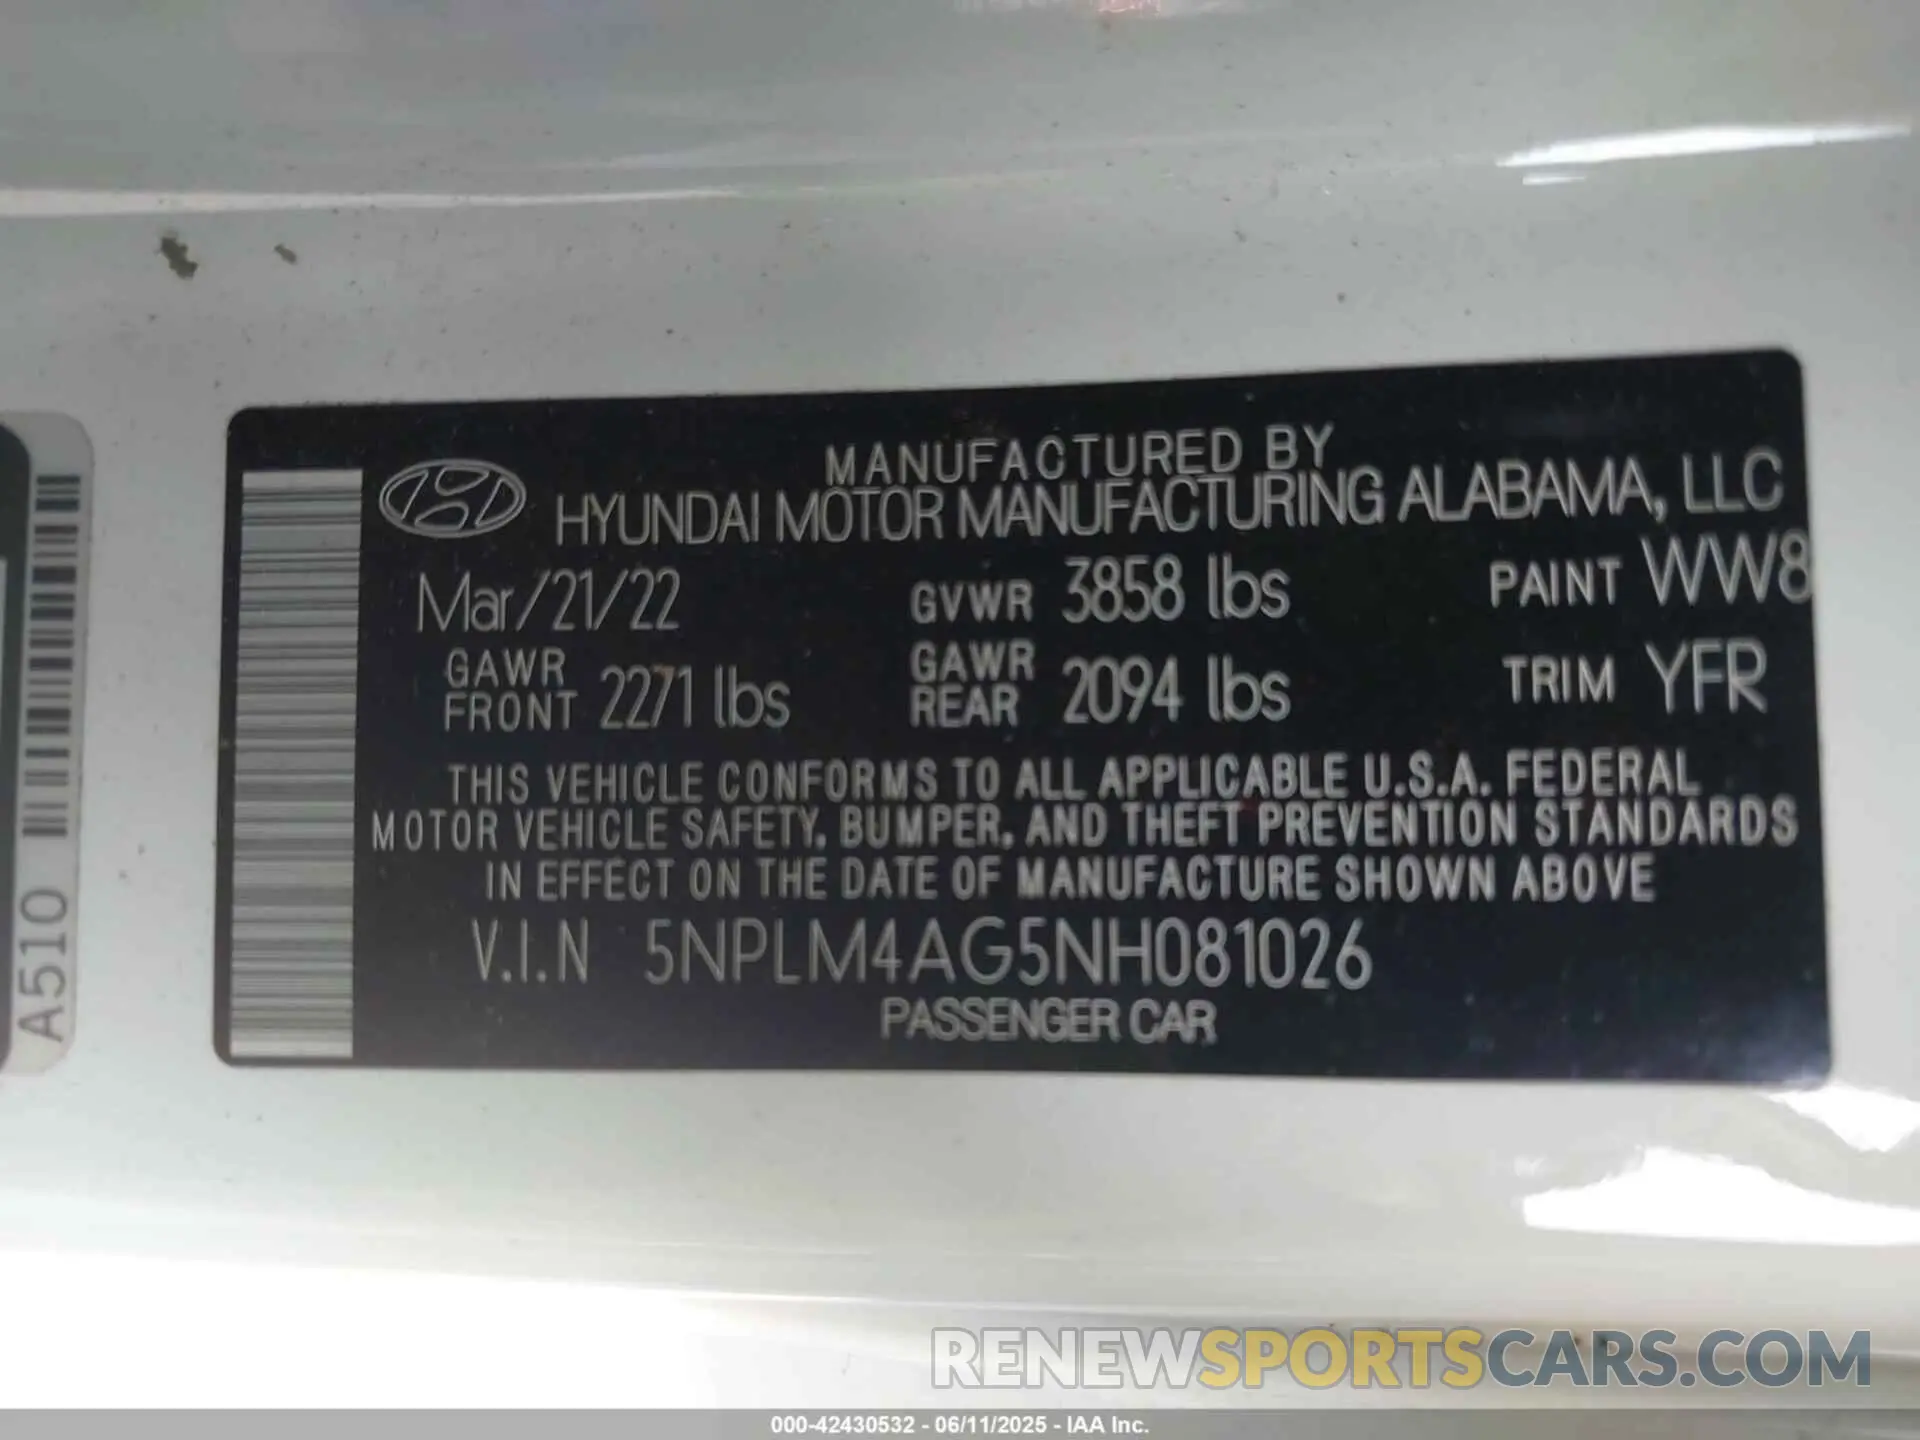 MANUFACTURED BY
HYUNDAI MOTOR MANUFACTURING ALABAMA, LLC
Mar/21/22 GVWR 3858 lbs PAINT WW8
GAWR FRONT 2271 lbs GAWR REAR 2094 lbs TRIM YFR
THIS VEHICLE CONFORMS TO ALL APPLICABLE U.S.A. FEDERAL
MOTOR VEHICLE SAFETY, BUMPER, AND THEFT PREVENTION STANDARDS
IN EFFECT ON THE DATE OF MANUFACTURE SHOWN ABOVE
V.I.N 5NPLM4AG5NH081026
PASSENGER CAR
A510
RENEWSPORTSCARS.COM
000-42430532 - 06/11/2025 - IAA Inc.